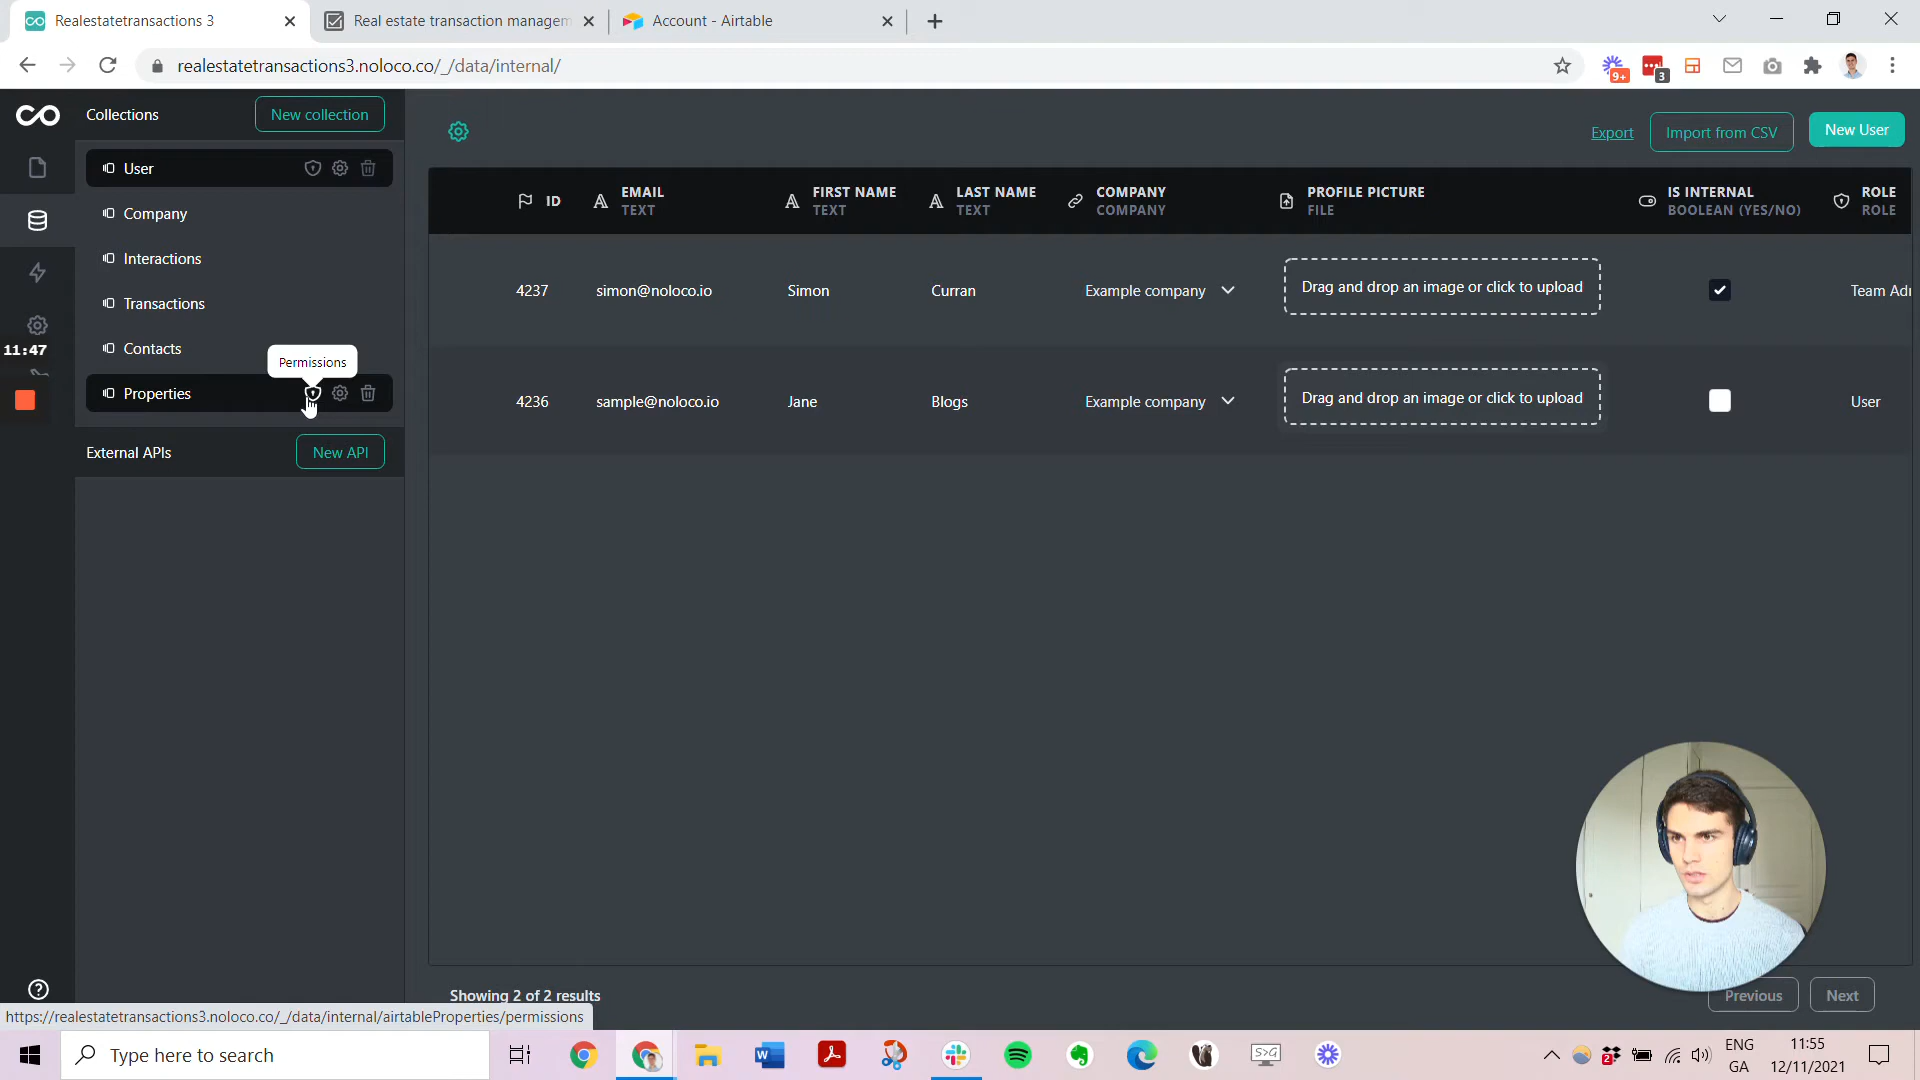 Realestatetransactions 3
Real estate transaction managem
Account - Airtable
realestatetransactions3.noloco.co/_/data/internal/
9+
3
Collections
New collection
Export
Import from CSV
New User
User
Company
Interactions
Transactions
Contacts
Permissions
Properties
External APIs
New API
11:47
ID
EMAIL
TEXT
FIRST NAME
TEXT
LAST NAME
TEXT
COMPANY
COMPANY
PROFILE PICTURE
FILE
IS INTERNAL
BOOLEAN (YES/NO)
ROLE
ROLE
4237
simon@noloco.io
Simon
Curran
Example company
Drag and drop an image or click to upload
Team Adr
4236
sample@noloco.io
Jane
Blogs
Example company
Drag and drop an image or click to upload
User
Showing 2 of 2 results
Previous
Next
https://realestatetransactions3.noloco.co/_/data/internal/airtableProperties/permissions
Type here to search
2
ENG
GA
11:55
12/11/2021